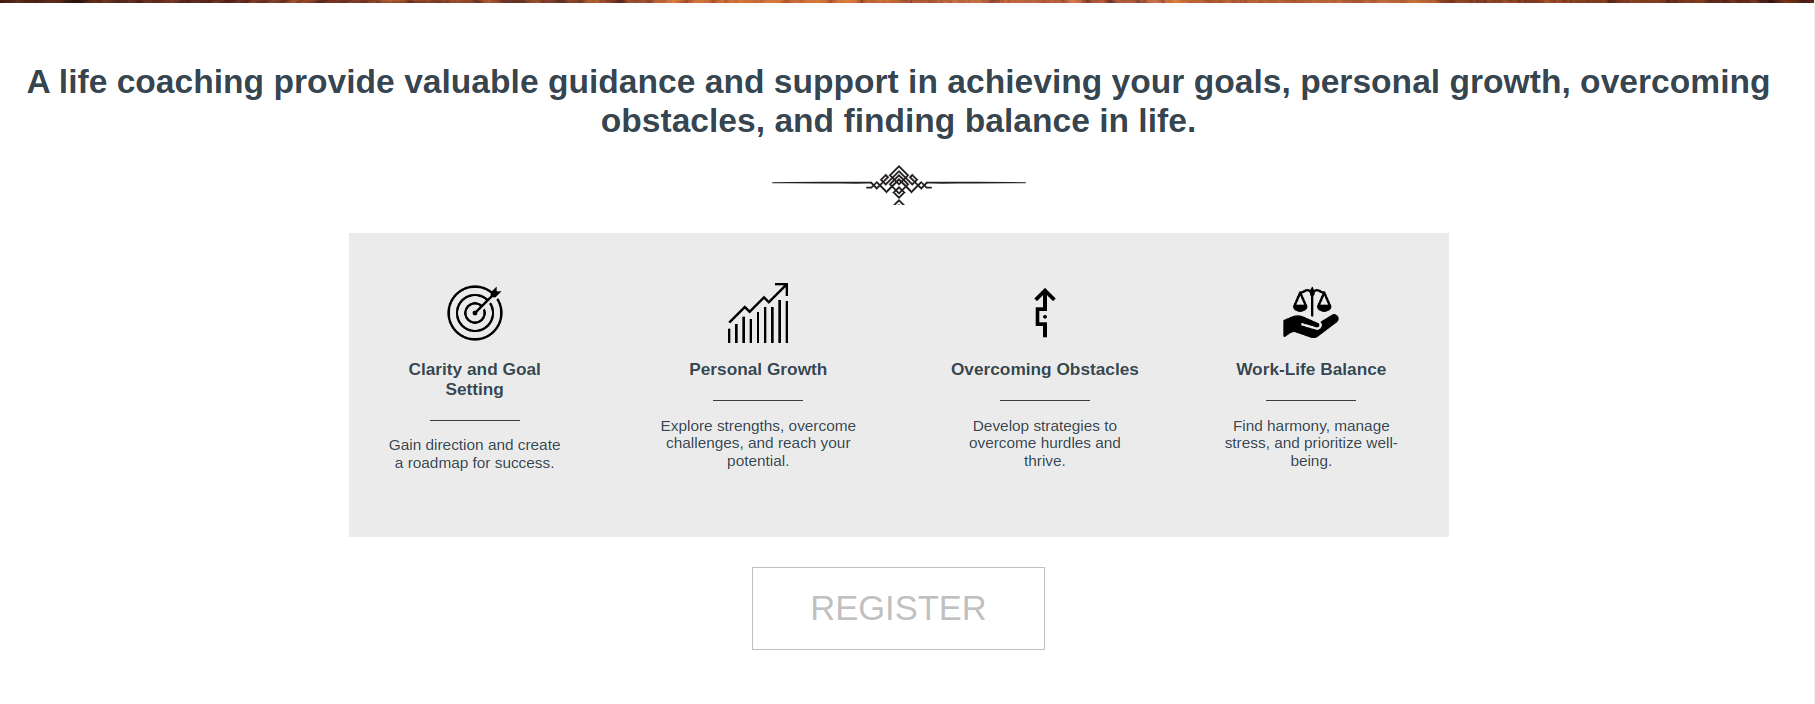 A life coaching provide valuable guidance and support in achieving your goals, personal growth, overcoming
obstacles, and finding balance in life.
Clarity and Goal
Setting
Gain direction and create
a roadmap for success.
Personal Growth
Explore strengths, overcome
challenges, and reach your
potential.
Overcoming Obstacles
Develop strategies to
overcome hurdles and
thrive.
Work-Life Balance
Find harmony, manage
stress, and prioritize well-
being.
REGISTER